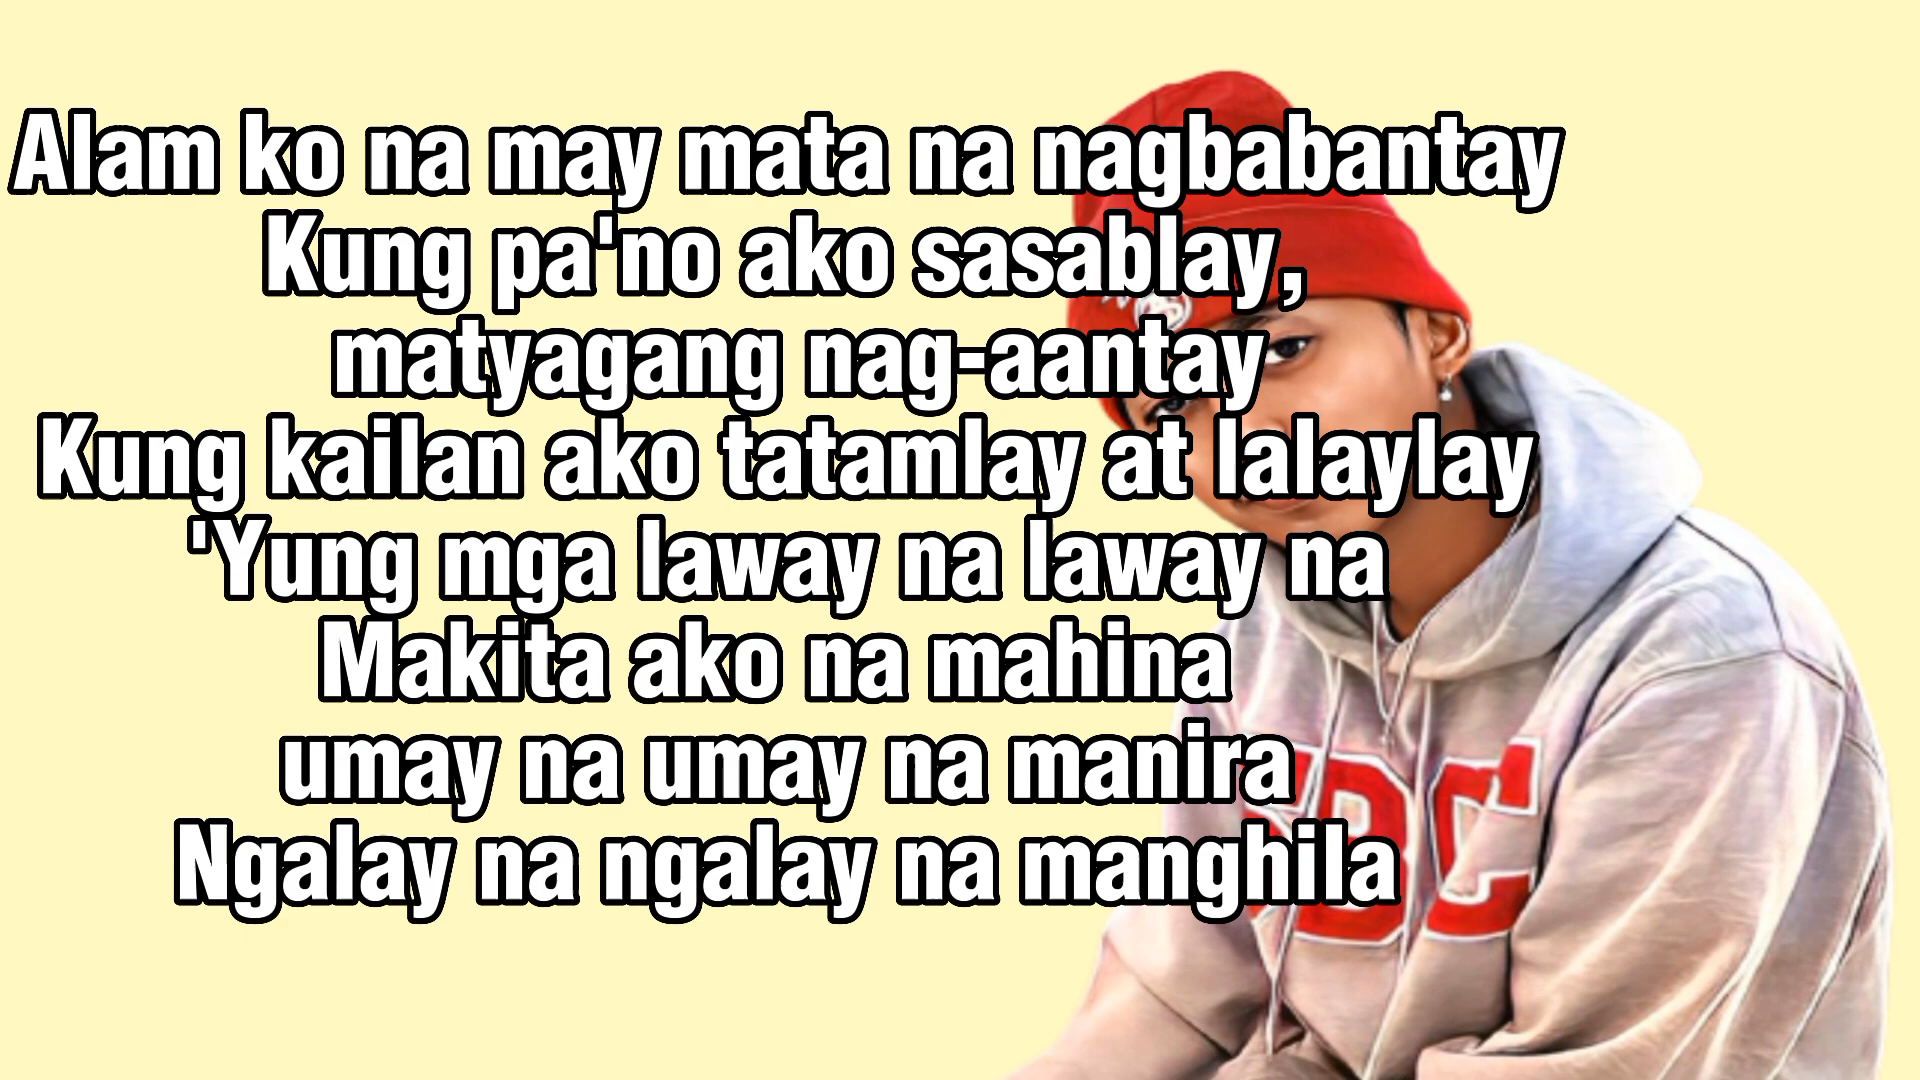 Alam ko na may mata na nagbabantay
Kung pa'no ako sasablay,
matyagang nag-aantay
Kung kailan ako tatamlay at lalaylay
'Yung mga laway na laway na
Makita ako na mahina
umay na umay na manira
Ngalay na ngalay na manghila
BC